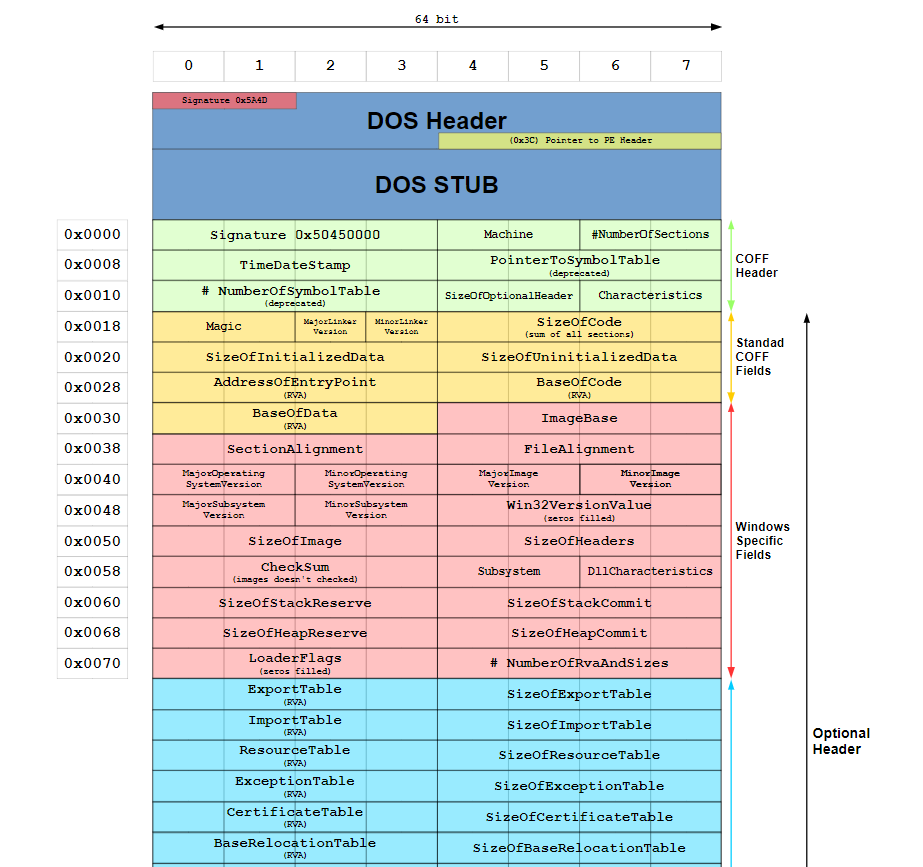 64 bit
0 1 2 3 4 5 6 7
Signature 0x5A4D
DOS Header
(0x3C) Pointer to PE Header
DOS STUB
0x0000 Signature 0x50450000 Machine #NumberOfSections
COFF
Header
0x0008 TimeDateStamp PointerToSymbolTable
(deprecated)
0x0010 # NumberOfSymbolTable SizeOfOptionalHeader Characteristics
(deprecated)
0x0018 Magic MajorLinker MinorLinker SizeOfCode
Version Version (sum of all sections)
Standad
COFF
Fields
0x0020 SizeOfInitializedData SizeOfUninitializedData
0x0028 AddressOfEntryPoint BaseOfCode
(RVA) (RVA)
0x0030 BaseOfData ImageBase
(RVA)
0x0038 SectionAlignment FileAlignment
0x0040 MajorOperating MinorOperating MajorImage MinorImage
SystemVersion SystemVersion Version Version
0x0048 MajorSubsystem MinorSubsystem Win32VersionValue
Version Version (zeros filled)
Windows
Specific
Fields
0x0050 SizeOfImage SizeOfHeaders
0x0058 CheckSum Subsystem DllCharacteristics
(images doesn't checked)
0x0060 SizeOfStackReserve SizeOfStackCommit
0x0068 SizeOfHeapReserve SizeOfHeapCommit
0x0070 LoaderFlags # NumberOfRvaAndSizes
(zeros filled)
ExportTable SizeOfExportTable
(RVA)
ImportTable SizeOfImportTable
(RVA)
Optional
Header
ResourceTable SizeOfResourceTable
(RVA)
ExceptionTable SizeOfExceptionTable
(RVA)
CertificateTable SizeOfCertificateTable
(RVA)
BaseRelocationTable SizeOfBaseRelocationTable
(RVA)